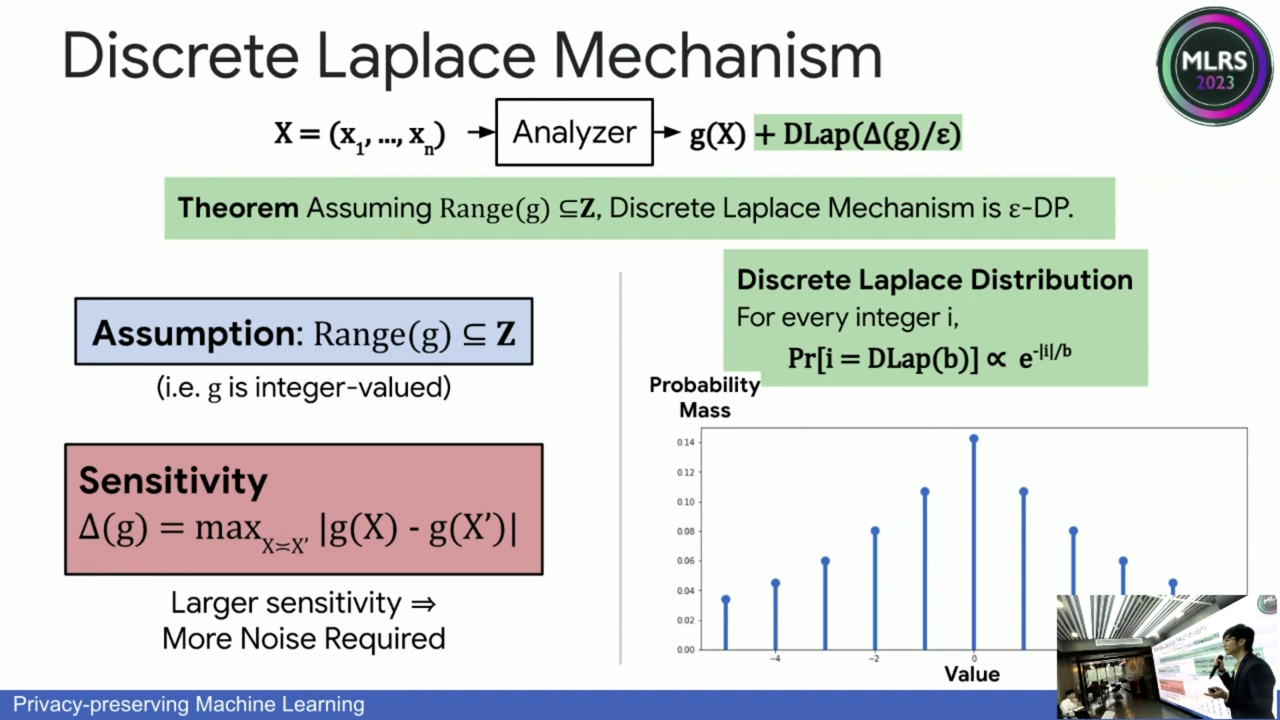 Discrete Laplace Mechanism
MLRS
2023
X = (x1, ..., xn) → Analyzer → g(X) + DLap(Δ(g)/ε)
Theorem Assuming Range(g) ⊆Z, Discrete Laplace Mechanism is ε-DP.
Assumption: Range(g) ⊆ Z
(i.e. g is integer-valued)
Sensitivity
Δ(g) = maxX≍X' |g(X) - g(X')|
Larger sensitivity ⇒
More Noise Required
Discrete Laplace Distribution
For every integer i,
Pr[i = DLap(b)] ∝ e-|i|/b
Probability
Mass
0.14
0.12
0.10
0.08
0.06
0.04
0.02
0.00
−4 −2 0
Value
Privacy-preserving Machine Learning